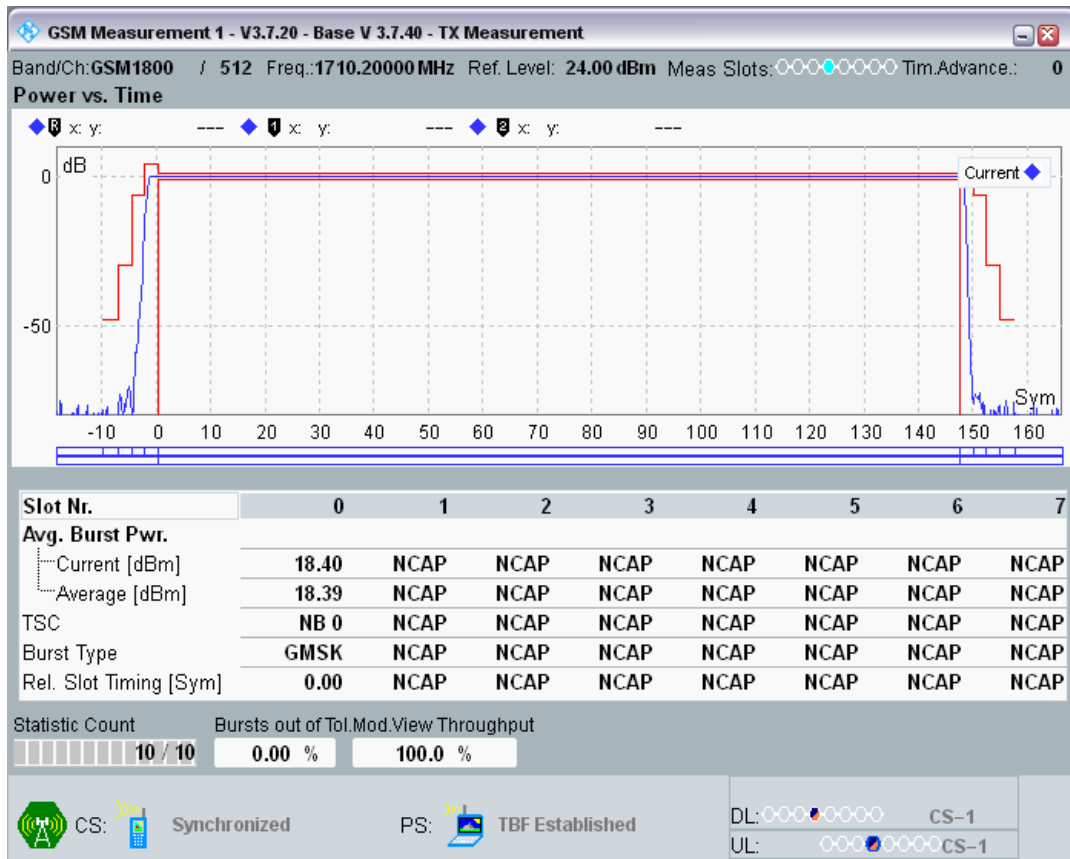 GSM Measurement 1 - V3.7.20 - Base V 3.7.40 - TX Measurement
Band/Ch:GSM1800 / 512 Freq.:1710.20000 MHz Ref. Level: 24.00 dBm Meas Slots: Tim.Advance.: 0
Power vs. Time
R x: y: --- 1 x: y: --- 2 x: y: ---
dB
Current
0
-50
Sym
-10 0 10 20 30 40 50 60 70 80 90 100 110 120 130 140 150 160
Slot Nr. 0 1 2 3 4 5 6 7
Avg. Burst Pwr.
Current [dBm] 18.40 NCAP NCAP NCAP NCAP NCAP NCAP NCAP
Average [dBm] 18.39 NCAP NCAP NCAP NCAP NCAP NCAP NCAP
TSC NB 0 NCAP NCAP NCAP NCAP NCAP NCAP NCAP
Burst Type GMSK NCAP NCAP NCAP NCAP NCAP NCAP NCAP
Rel. Slot Timing [Sym] 0.00 NCAP NCAP NCAP NCAP NCAP NCAP NCAP
Statistic Count Bursts out of Tol.Mod.View Throughput
10 / 10 0.00 % 100.0 %
CS: Synchronized PS: TBF Established
DL: CS-1
UL: CS-1